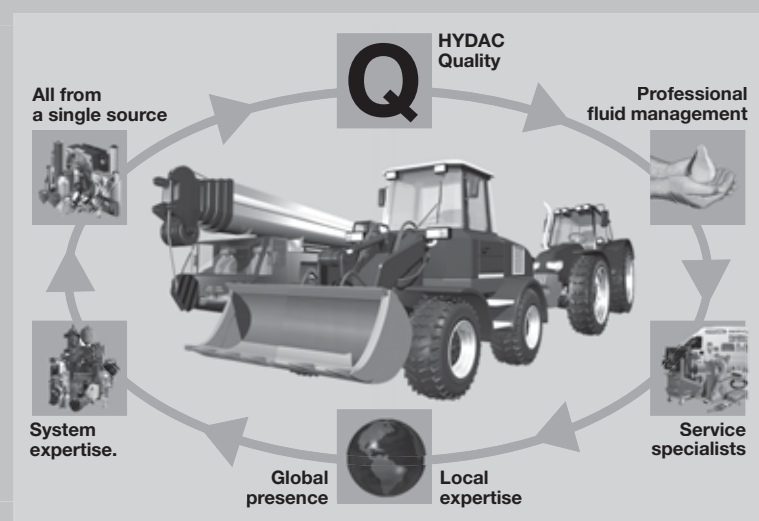 Q
HYDAC
Quality
All from
a single source
Professional
fluid management
System
expertise.
Service
specialists
Global
presence
Local
expertise